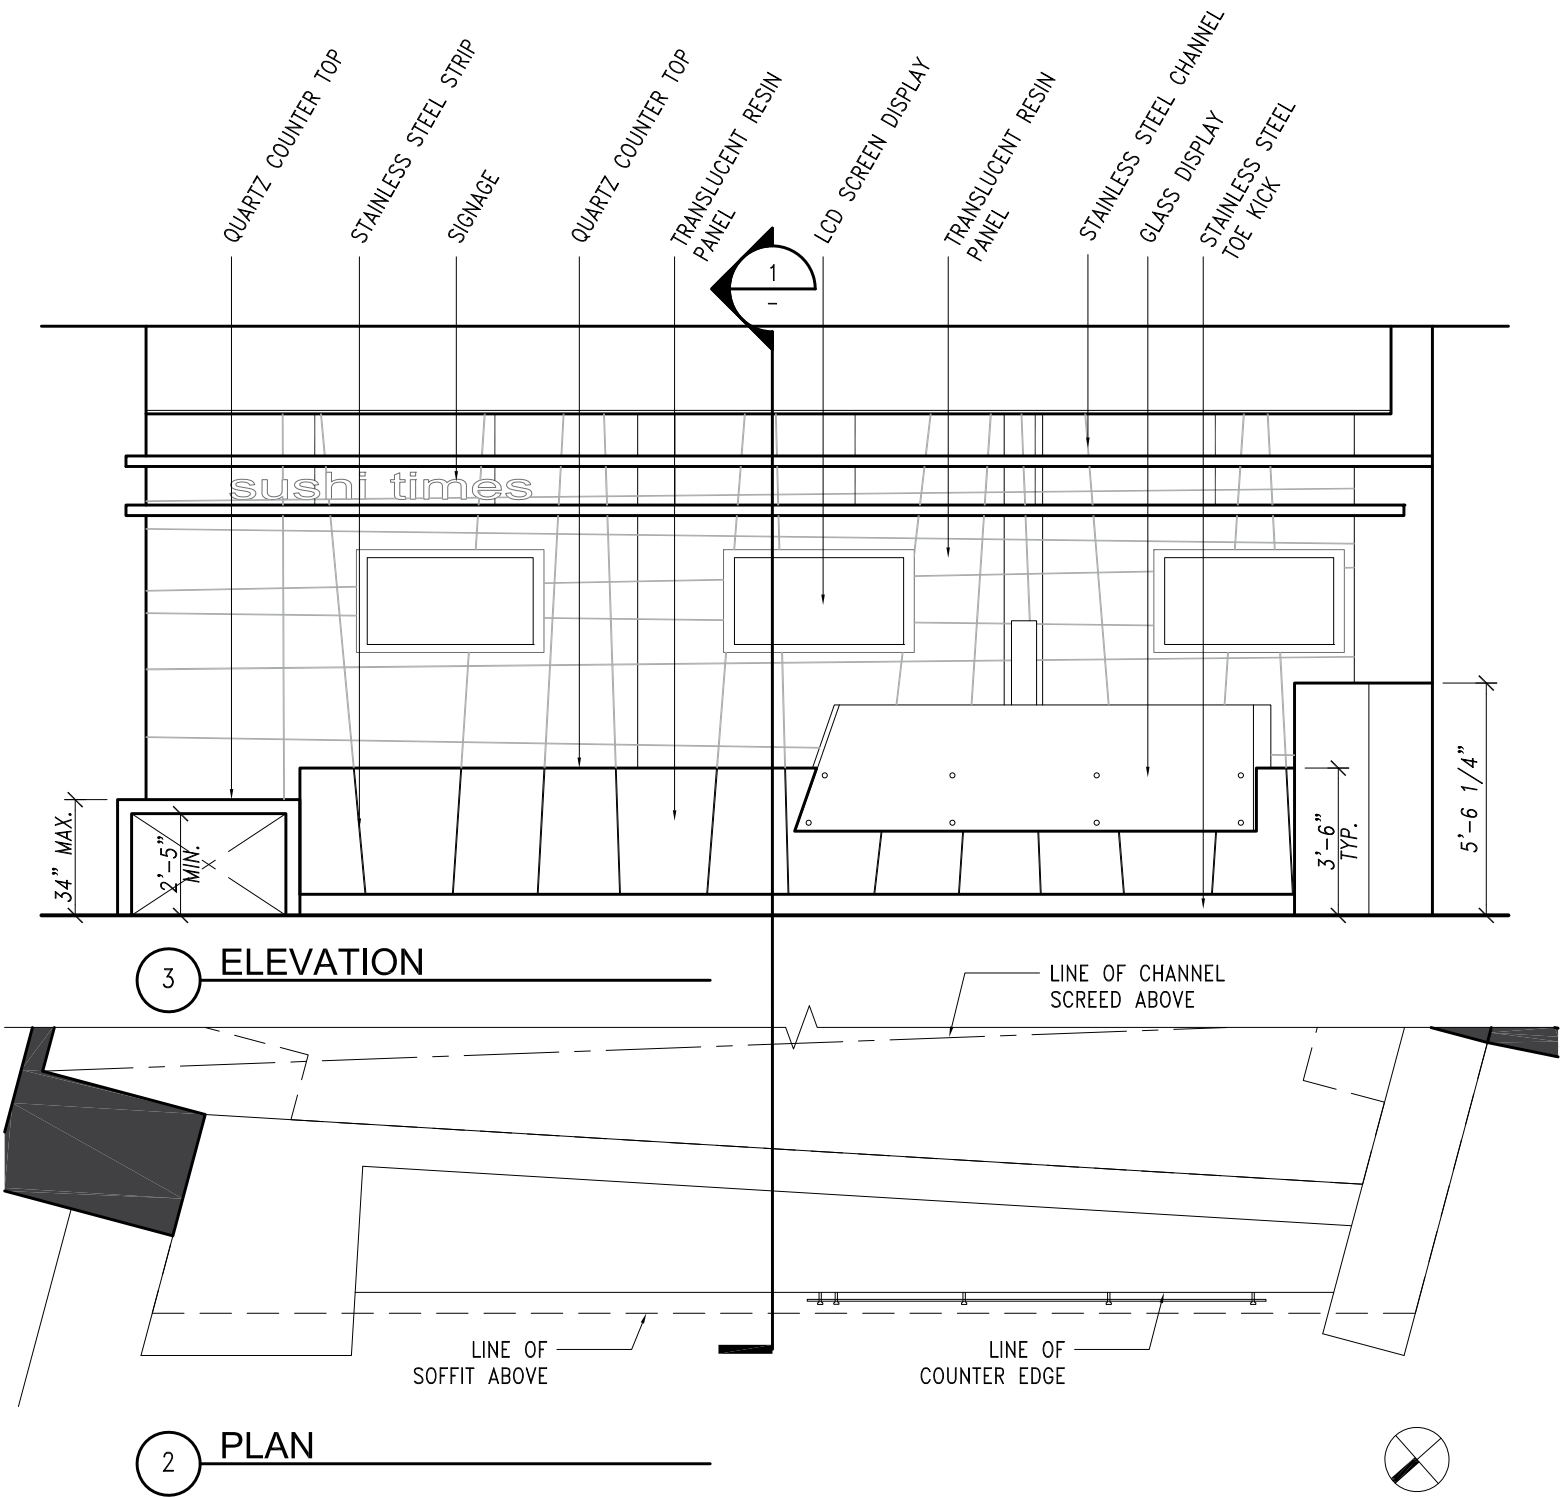 QUARTZ COUNTER TOP
STAINLESS STEEL STRIP
SIGNAGE
QUARTZ COUNTER TOP
TRANSLUCENT RESIN
PANEL
LCD SCREEN DISPLAY
TRANSLUCENT RESIN
PANEL
STAINLESS STEEL CHANNEL
GLASS DISPLAY
STAINLESS STEEL
TOE KICK
1
-
sushi times
34" MAX.
2'-5"
MIN.
3'-6"
TYP.
5'-6 1/4"
3
ELEVATION
LINE OF CHANNEL
SCREED ABOVE
LINE OF
SOFFIT ABOVE
LINE OF
COUNTER EDGE
2
PLAN